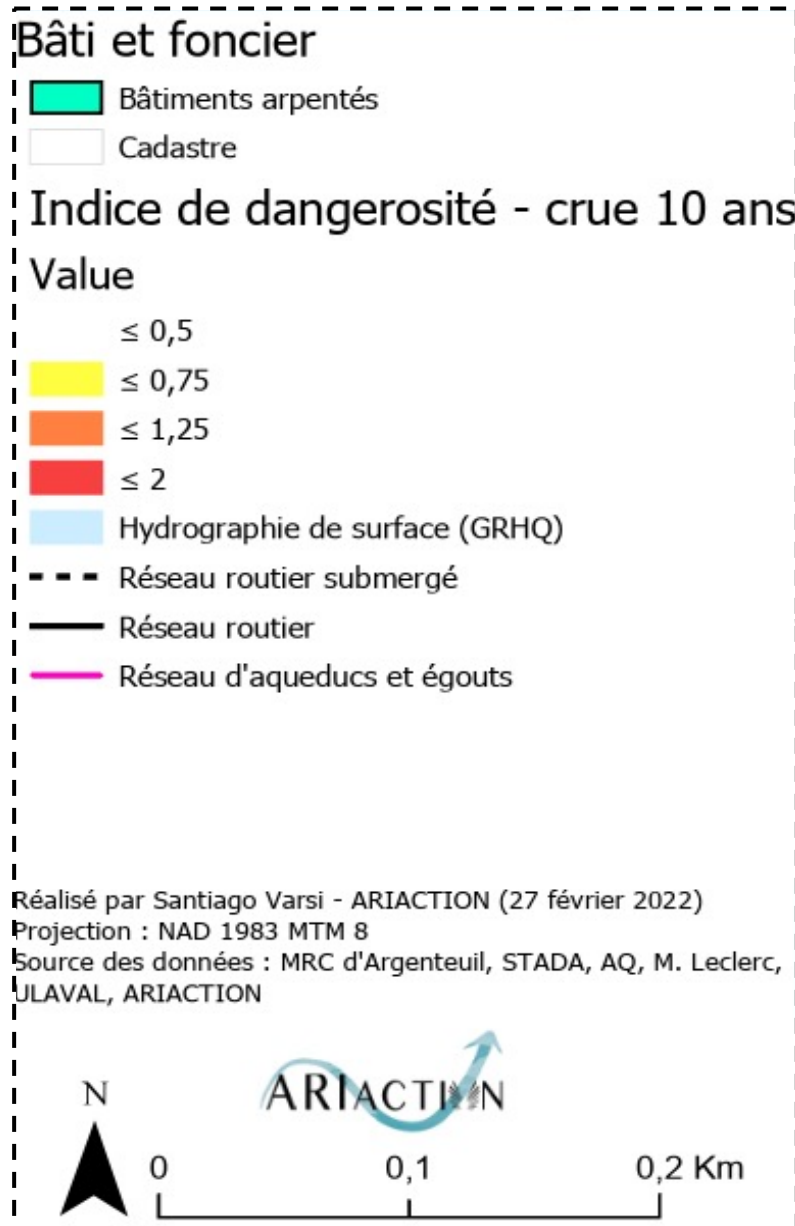 Bâti et foncier
Bâtiments arpentés
Cadastre
Indice de dangerosité - crue 10 ans
Value
≤ 0,5
≤ 0,75
≤ 1,25
≤ 2
Hydrographie de surface (GRHQ)
Réseau routier submergé
Réseau routier
Réseau d'aqueducs et égouts
Réalisé par Santiago Varsi - ARIACTION (27 février 2022)
Projection : NAD 1983 MTM 8
Source des données : MRC d'Argenteuil, STADA, AQ, M. Leclerc,
ULAVAL, ARIACTION
ARIACTION
N
0 0,1 0,2 Km